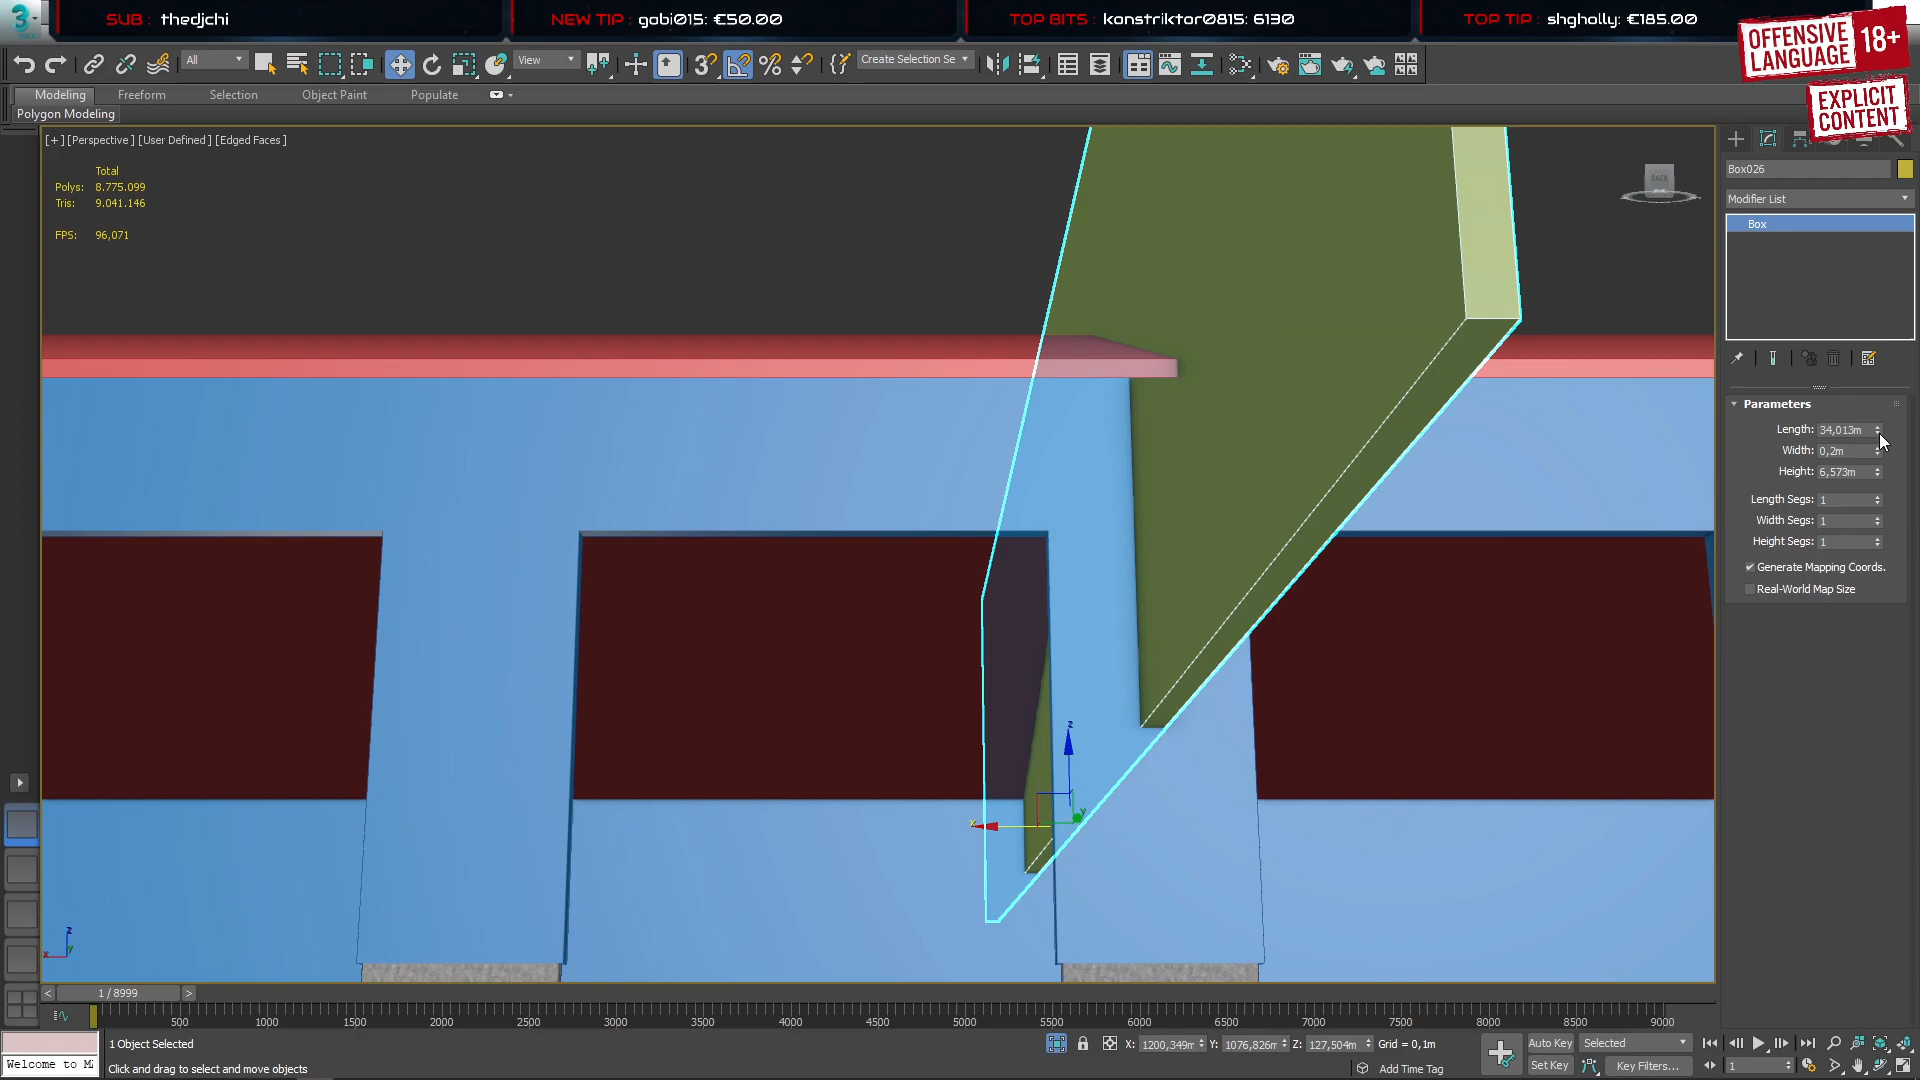 SUB : thedjchi
NEW TIP : gabi015: €50.00
TOP BITS : konstriktor0815: 6130
TOP TIP : shgholly: €185.00
OFFENSIVE LANGUAGE 18+
EXPLICIT CONTENT
3
MAX
All
View
Create Selection Se
Modeling
Freeform
Selection
Object Paint
Populate
Polygon Modeling
[+] [Perspective] [User Defined] [Edged Faces]
Total
Polys: 8.775.099
Tris: 9.041.146
FPS: 96,071
BACK
Box026
Modifier List
Box
Parameters
Length: 34,013m
Width: 0,2m
Height: 6,573m
Length Segs: 1
Width Segs: 1
Height Segs: 1
Generate Mapping Coords.
Real-World Map Size
z
x
y
z
x
y
< 1 / 8999 >
500 1000 1500 2000 2500 3000 3500 4000 4500 5000 5500 6000 6500 7000 7500 8000 8500 9000
1 Object Selected
X: 1200,349m Y: 1076,826m Z: 127,504m Grid = 0,1m
Auto Key
Selected
Welcome to M
Click and drag to select and move objects
Add Time Tag
Set Key
Key Filters...
1